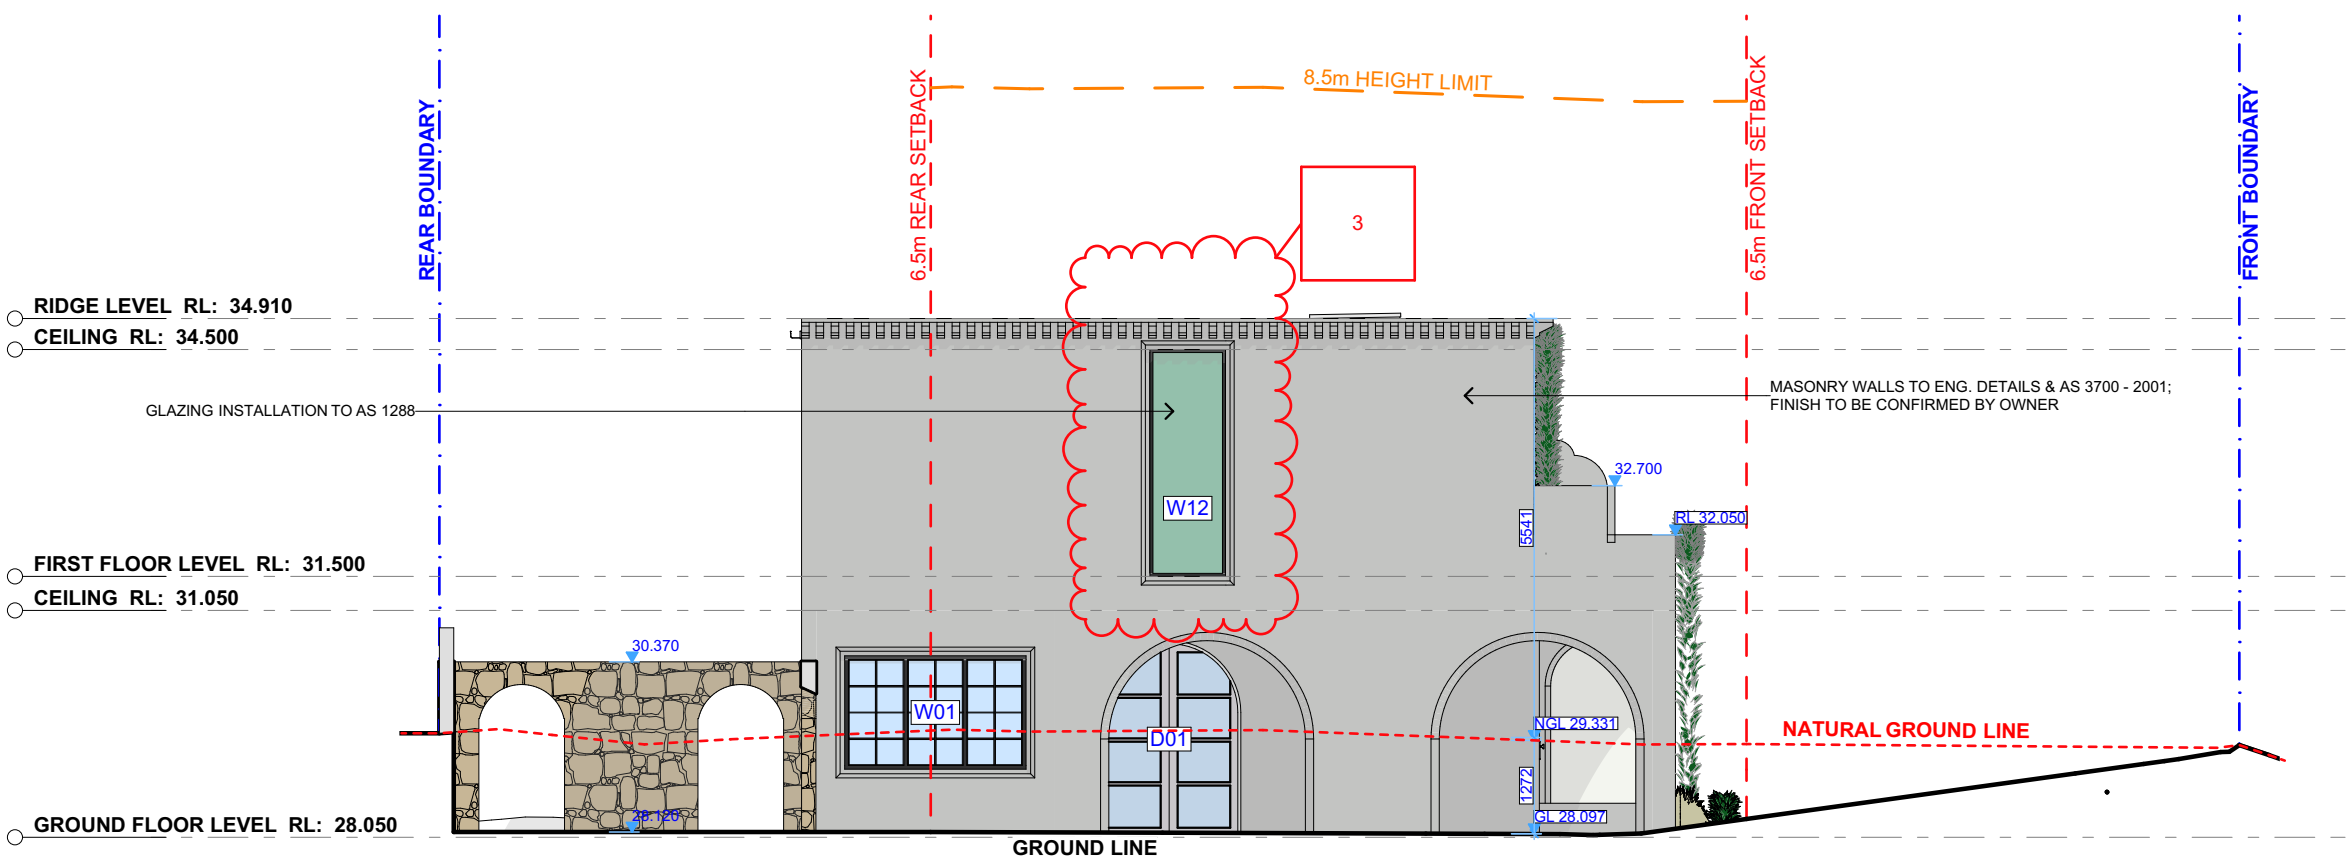 8.5m HEIGHT LIMIT
REAR BOUNDARY
6.5m REAR SETBACK
6.5m FRONT SETBACK
FRONT BOUNDARY
3
RIDGE LEVEL RL: 34.910
CEILING RL: 34.500
GLAZING INSTALLATION TO AS 1288
MASONRY WALLS TO ENG. DETAILS & AS 3700 - 2001;
FINISH TO BE CONFIRMED BY OWNER
32.700
W12
RL 32.050
5541
FIRST FLOOR LEVEL RL: 31.500
CEILING RL: 31.050
30.370
W01
D01
NGL 29.331
NATURAL GROUND LINE
1272
28.120
GL 28.097
GROUND FLOOR LEVEL RL: 28.050
GROUND LINE